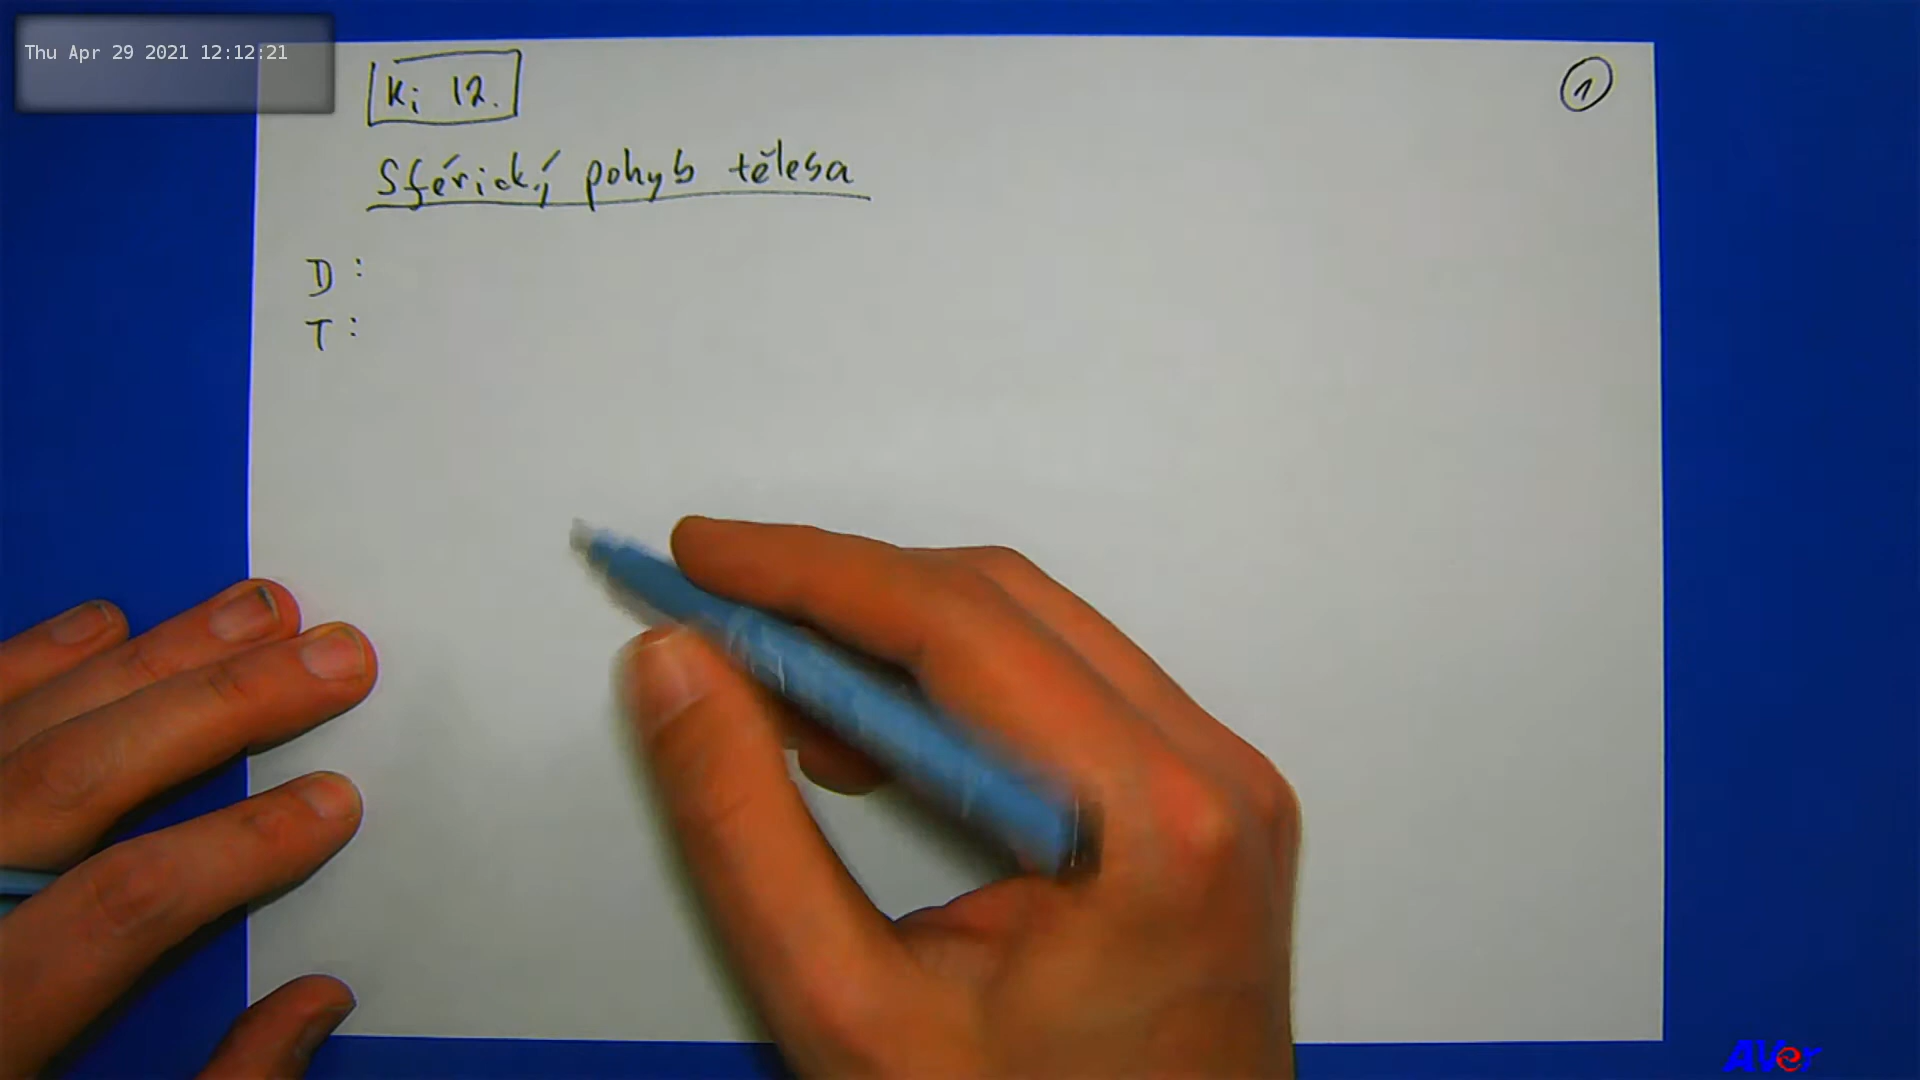 Thu Apr 29 2021 12:12:21
Ki 12.
1
Sférický pohyb tělesa
D:
T:
AVer